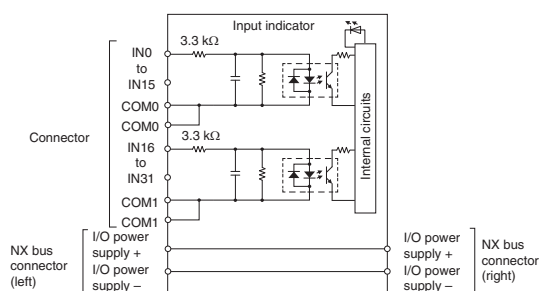 Input indicator
3.3 kΩ
IN0
to
IN15
COM0
COM0
Connector
3.3 kΩ
IN16
to
IN31
COM1
COM1
Internal circuits
NX bus
connector
(left)
I/O power
supply +
I/O power
supply –
I/O power
supply +
I/O power
supply –
NX bus
connector
(right)